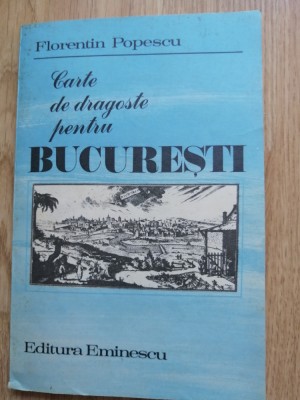 Florentin Popescu
Carte
de dragoste
pentru
BUCUREȘTI
Editura Eminescu